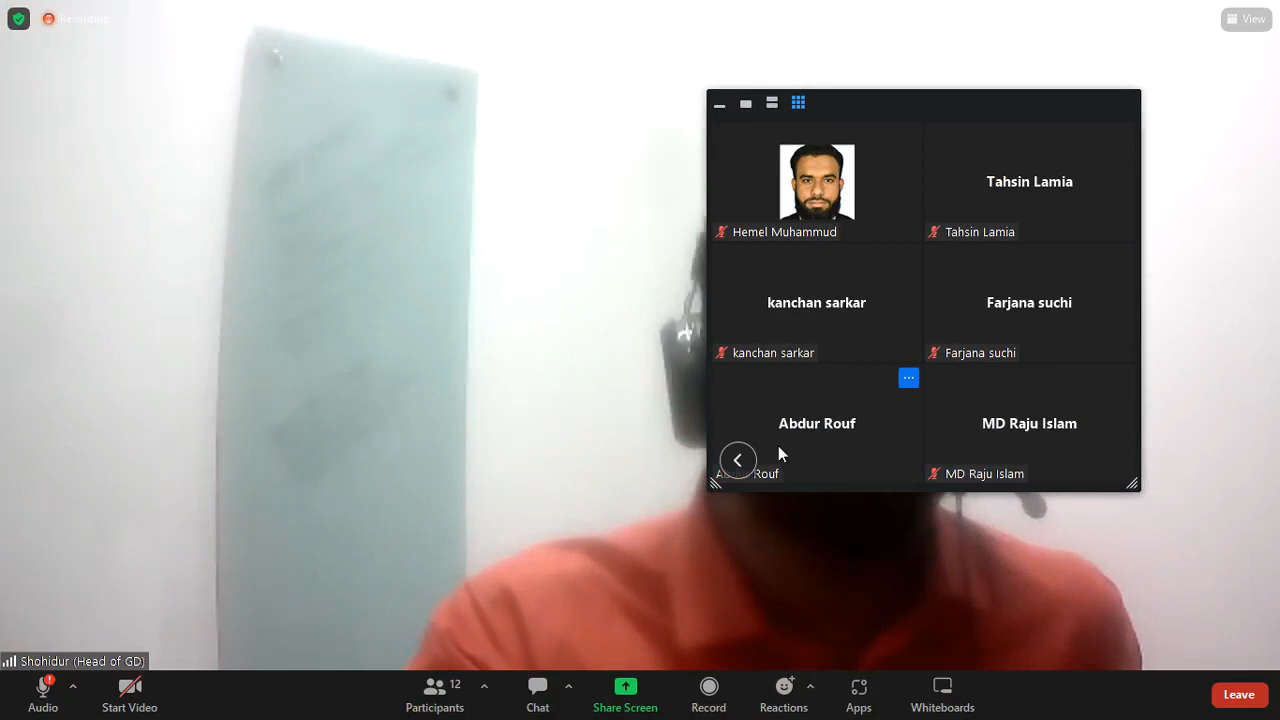 Recording
View
Tahsin Lamia
Hemel Muhammud
Tahsin Lamia
kanchan sarkar
Farjana suchi
kanchan sarkar
Farjana suchi
Abdur Rouf
MD Raju Islam
Abdur Rouf
MD Raju Islam
Shohidur (Head of GD)
12
Audio
Start Video
Participants
Chat
Share Screen
Record
Reactions
Apps
Whiteboards
Leave